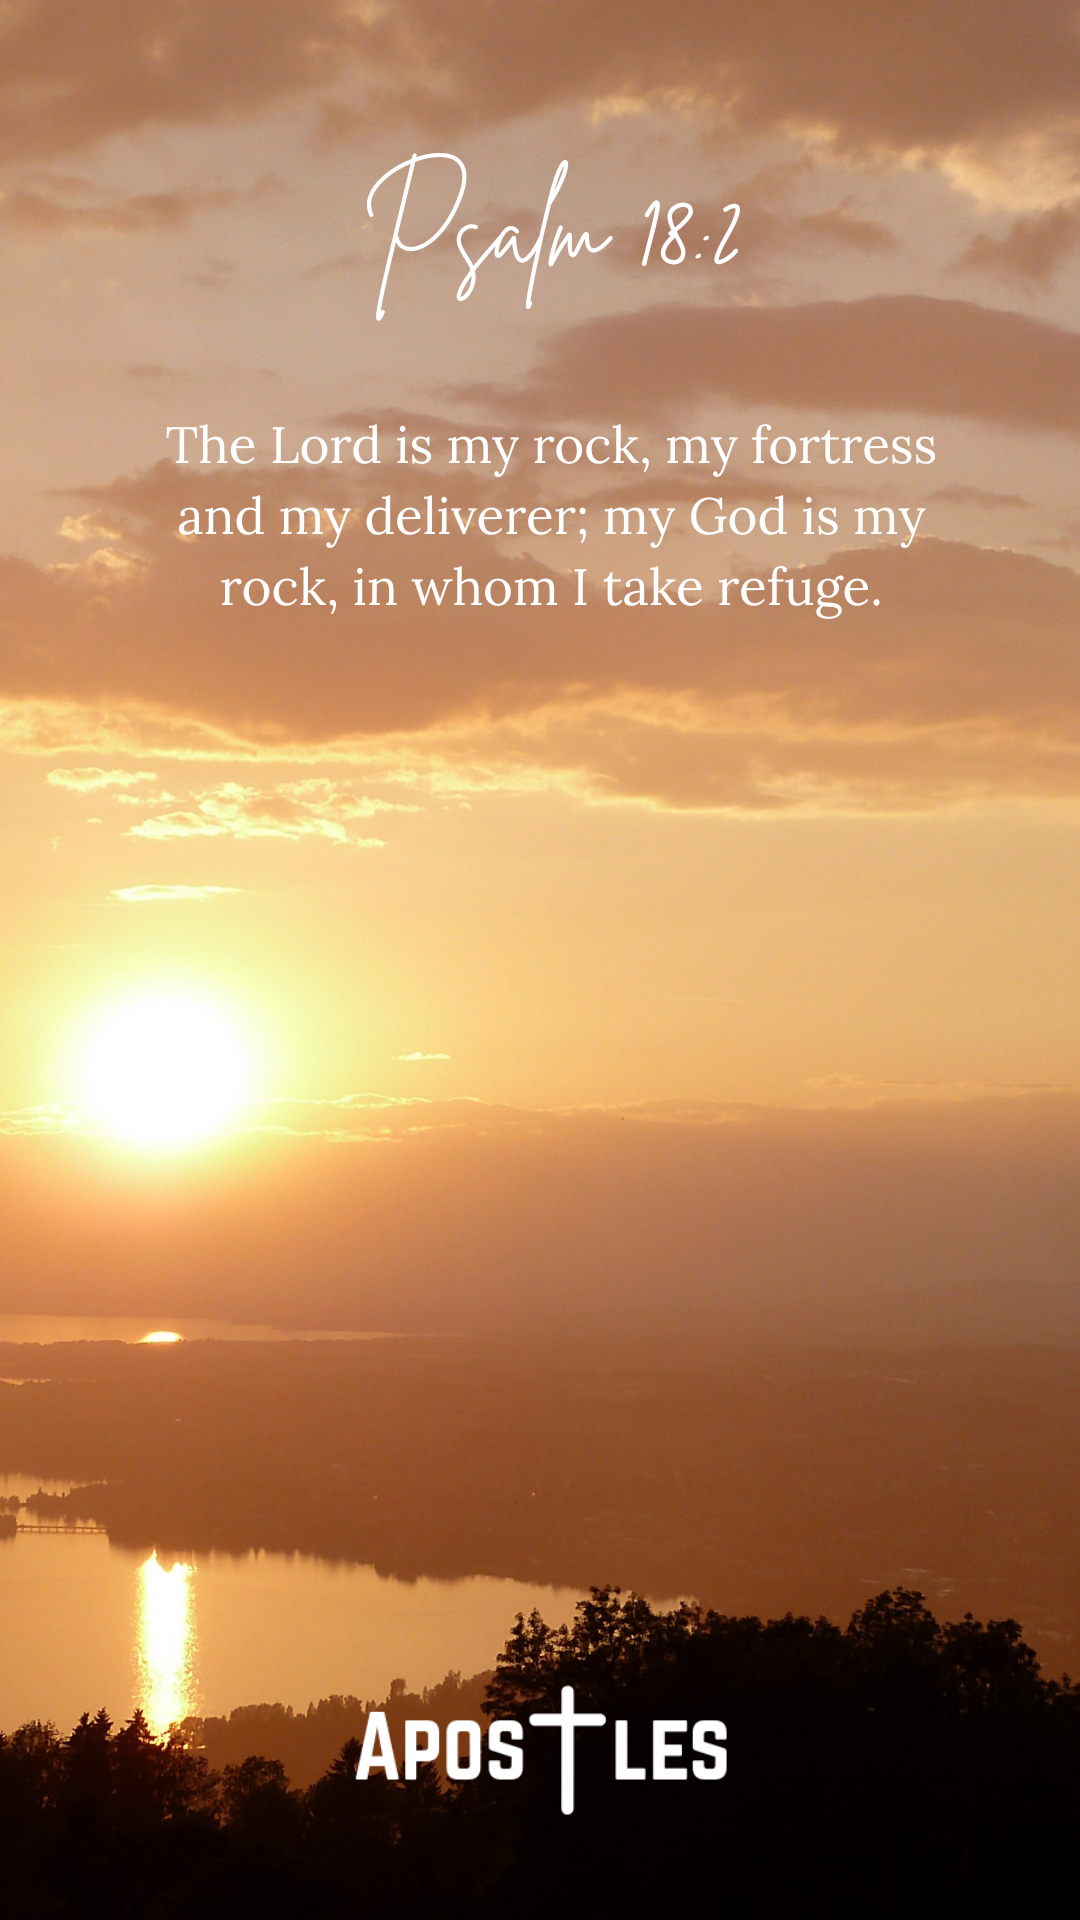 Psalm 18:2
The Lord is my rock, my fortress
and my deliverer; my God is my
rock, in whom I take refuge.
APOSTLES